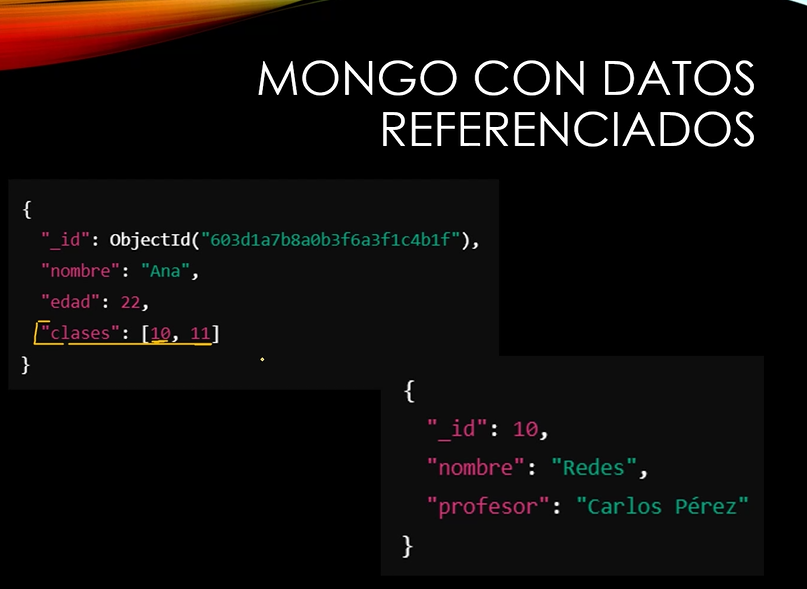 MONGO CON DATOS
REFERENCIADOS
{
"_id": ObjectId("603d1a7b8a0b3f6a3f1c4b1f"),
"nombre": "Ana",
"edad": 22,
"clases": [10, 11]
}
{
"_id": 10,
"nombre": "Redes",
"profesor": "Carlos Pérez"
}